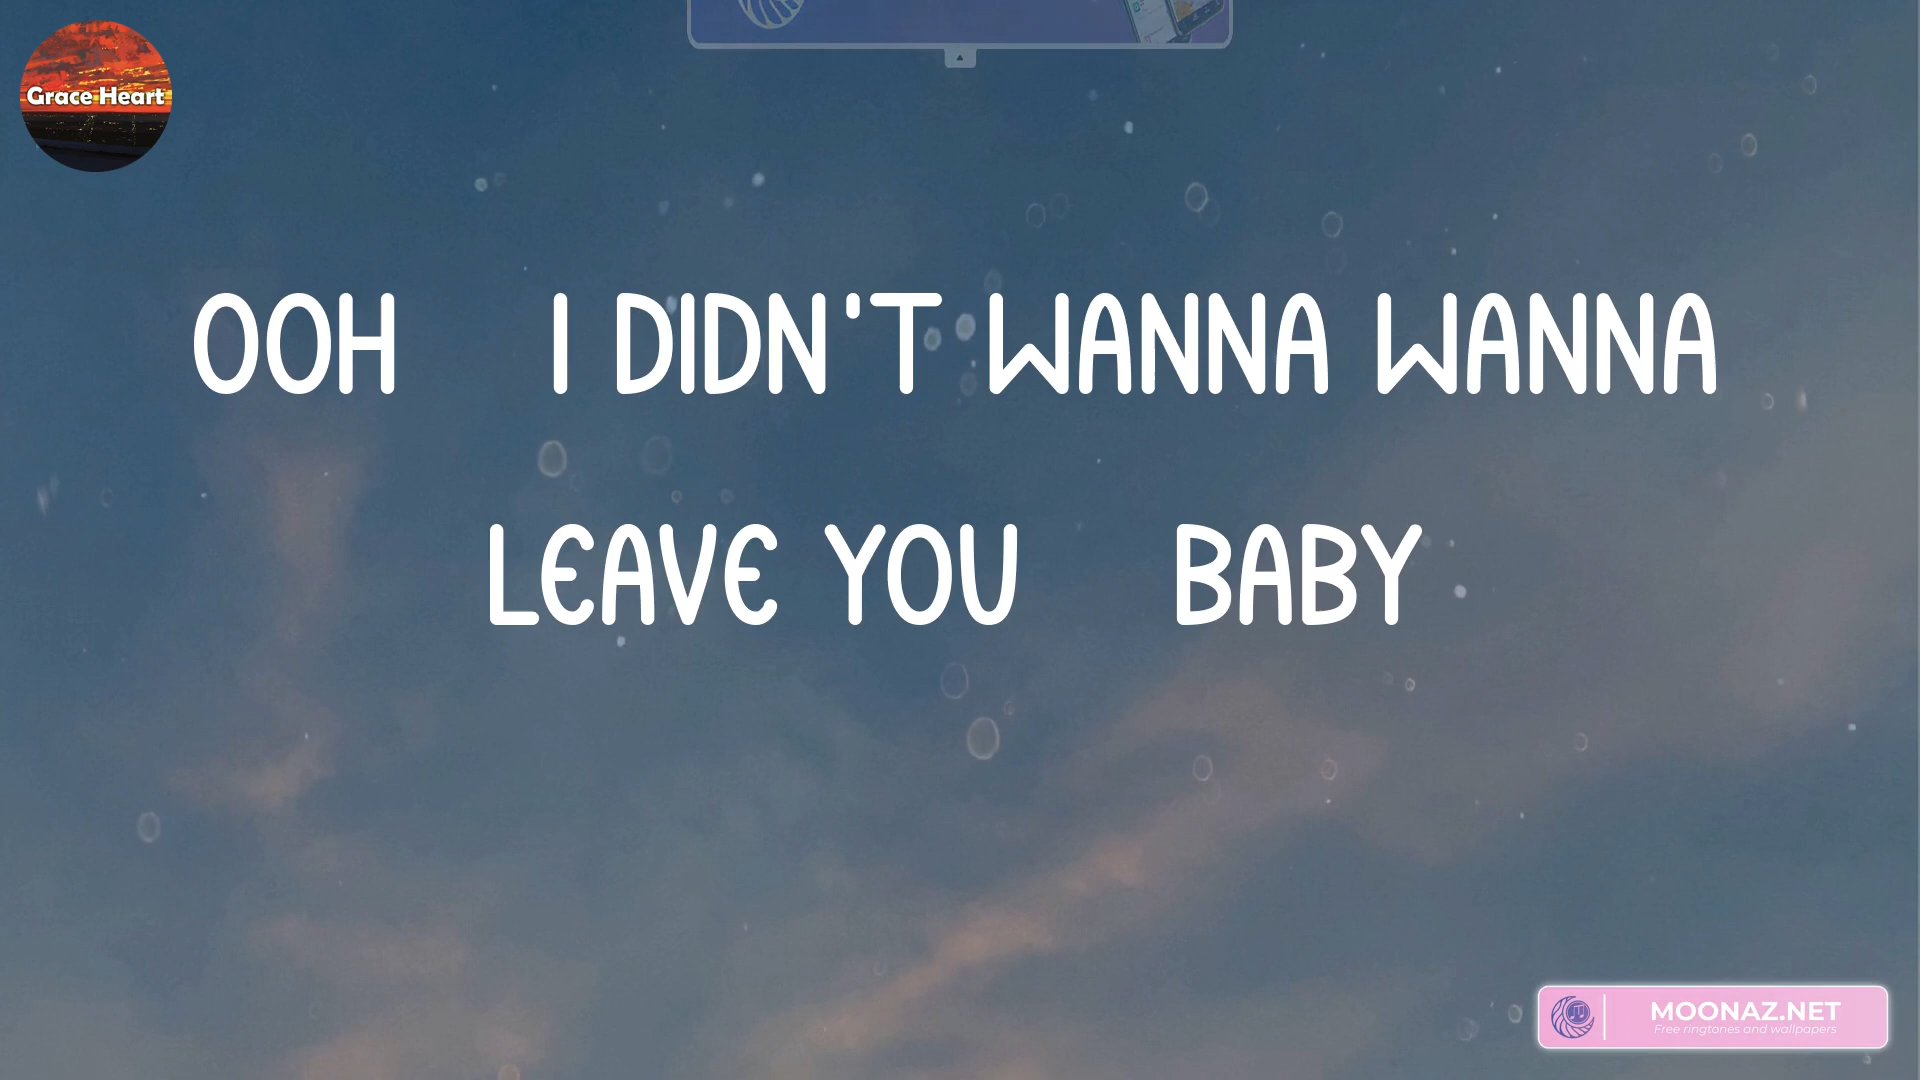 Grace Heart
OOH I DIDN'T WANNA WANNA
LEAVE YOU BABY
MOONAZ.NET
Free ringtones and wallpapers